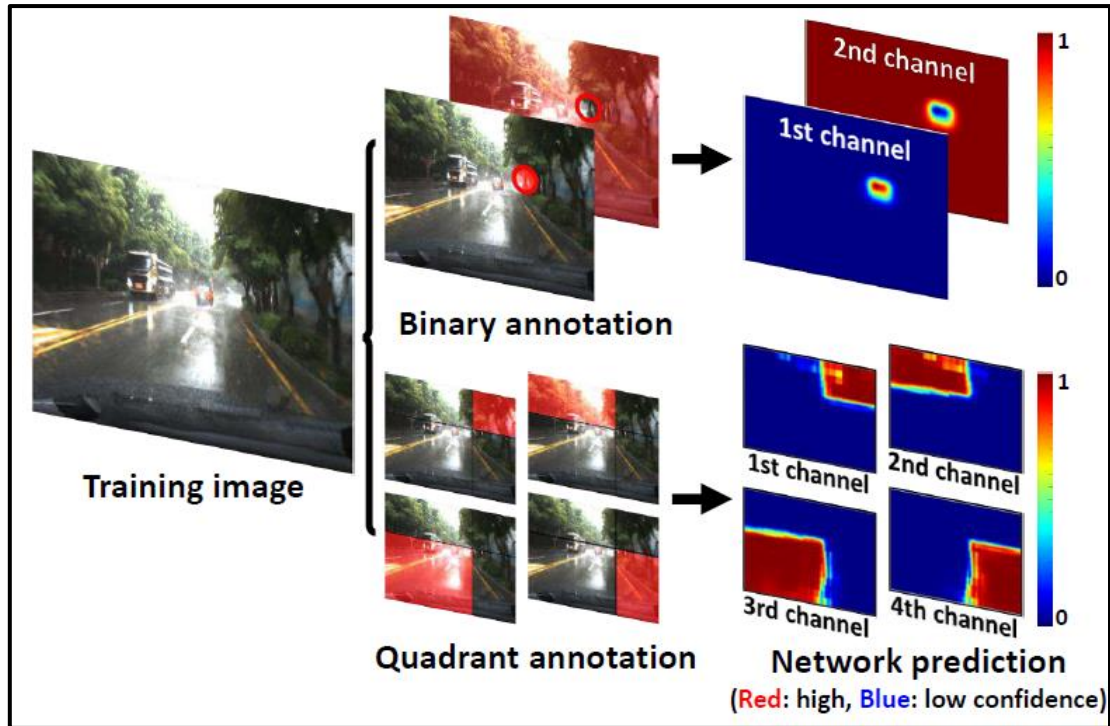 Training image
Binary annotation
Quadrant annotation
2nd channel
1st channel
1
0
1st channel
2nd channel
3rd channel
4th channel
1
0
Network prediction
(Red: high, Blue: low confidence)